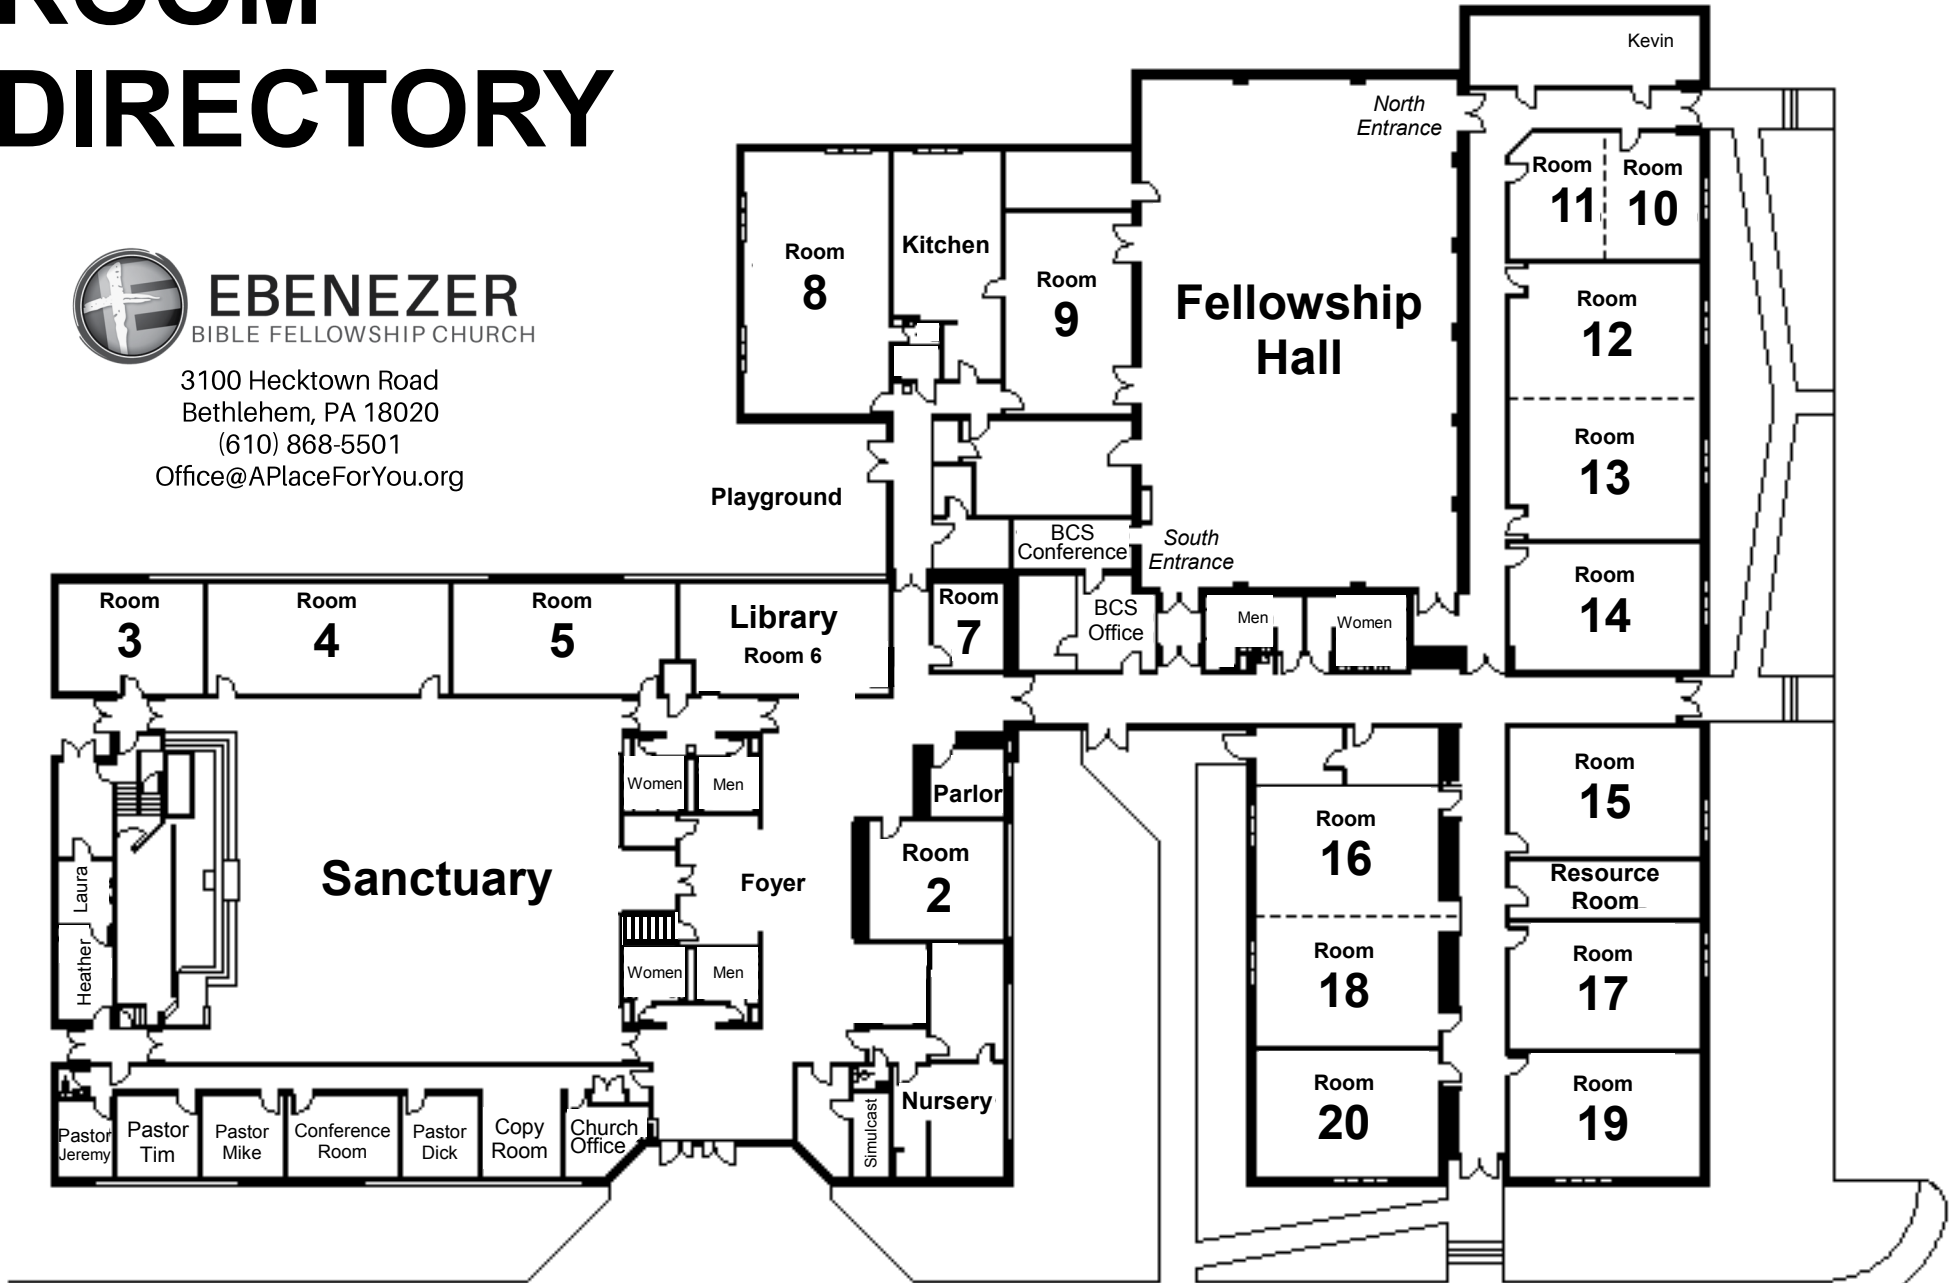 ROOM
DIRECTORY
EBENEZER
BIBLE FELLOWSHIP CHURCH
3100 Hecktown Road
Bethlehem, PA 18020
(610) 868-5501
Office@APlaceForYou.org
Kevin
North
Entrance
Room
11
Room
10
Room
8
Kitchen
Room
9
Fellowship
Hall
Room
12
Room
13
Playground
BCS
Conference
South
Entrance
Room
3
Room
4
Room
5
Library
Room 6
Room
7
BCS
Office
Men
Women
Room
14
Women
Men
Parlor
Room
15
Laura
Heather
Sanctuary
Foyer
Room
2
Room
16
Resource
Room
Women
Men
Room
18
Room
17
Pastor
Jeremy
Pastor
Tim
Pastor
Mike
Conference
Room
Pastor
Dick
Copy
Room
Church
Office
Simulcast
Nursery
Room
20
Room
19